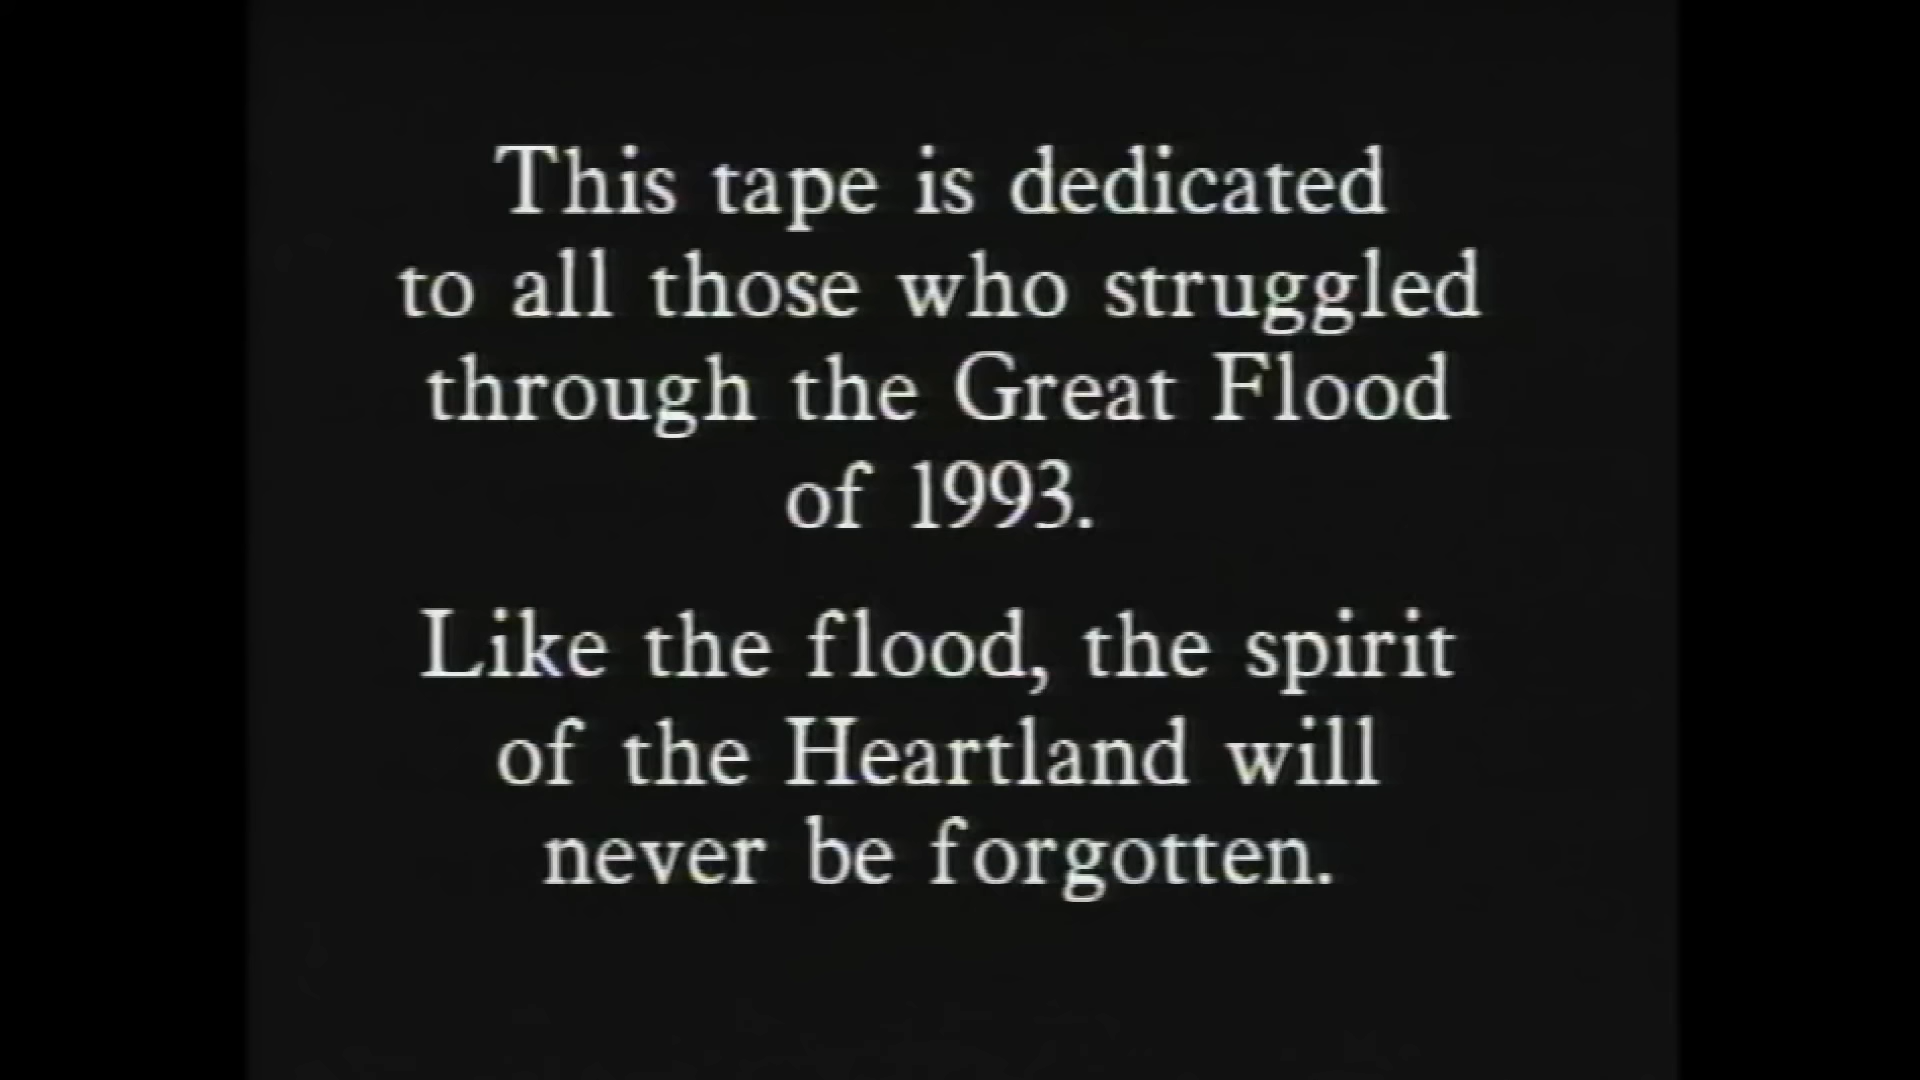 This tape is dedicated
to all those who struggled
through the Great Flood
of 1993.
Like the flood, the spirit
of the Heartland will
never be forgotten.